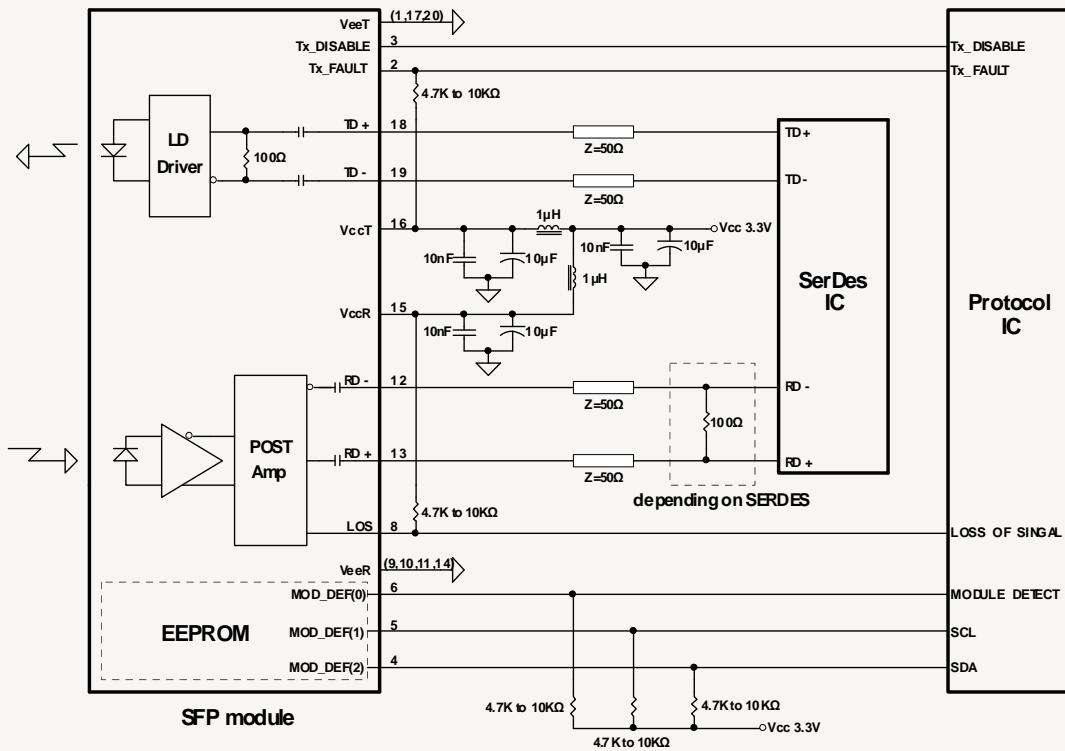 VeeT (1,17,20)
Tx_DISABLE 3 Tx_DISABLE
Tx_FAULT 2 Tx_FAULT
4.7K to 10KΩ
LD
Driver
100Ω
TD+ 18 Z=50Ω TD+
TD- 19 Z=50Ω TD-
VccT 16 1µH Vcc 3.3V
10nF 10µF 10nF 10µF
1µH
SerDes
IC
Protocol
IC
VccR 15
10nF 10µF
RD - 12 Z=50Ω RD -
POST
Amp
100Ω
RD + 13 Z=50Ω RD +
depending on SERDES
4.7K to 10KΩ
LOS 8 LOSS OF SINGAL
VeeR (9,10,11,14)
EEPROM
MOD_DEF(0) 6 MODULE DETECT
MOD_DEF(1) 5 SCL
MOD_DEF(2) 4 SDA
4.7K to 10KΩ 4.7K to 10KΩ
4.7K to 10KΩ
Vcc 3.3V
SFP module